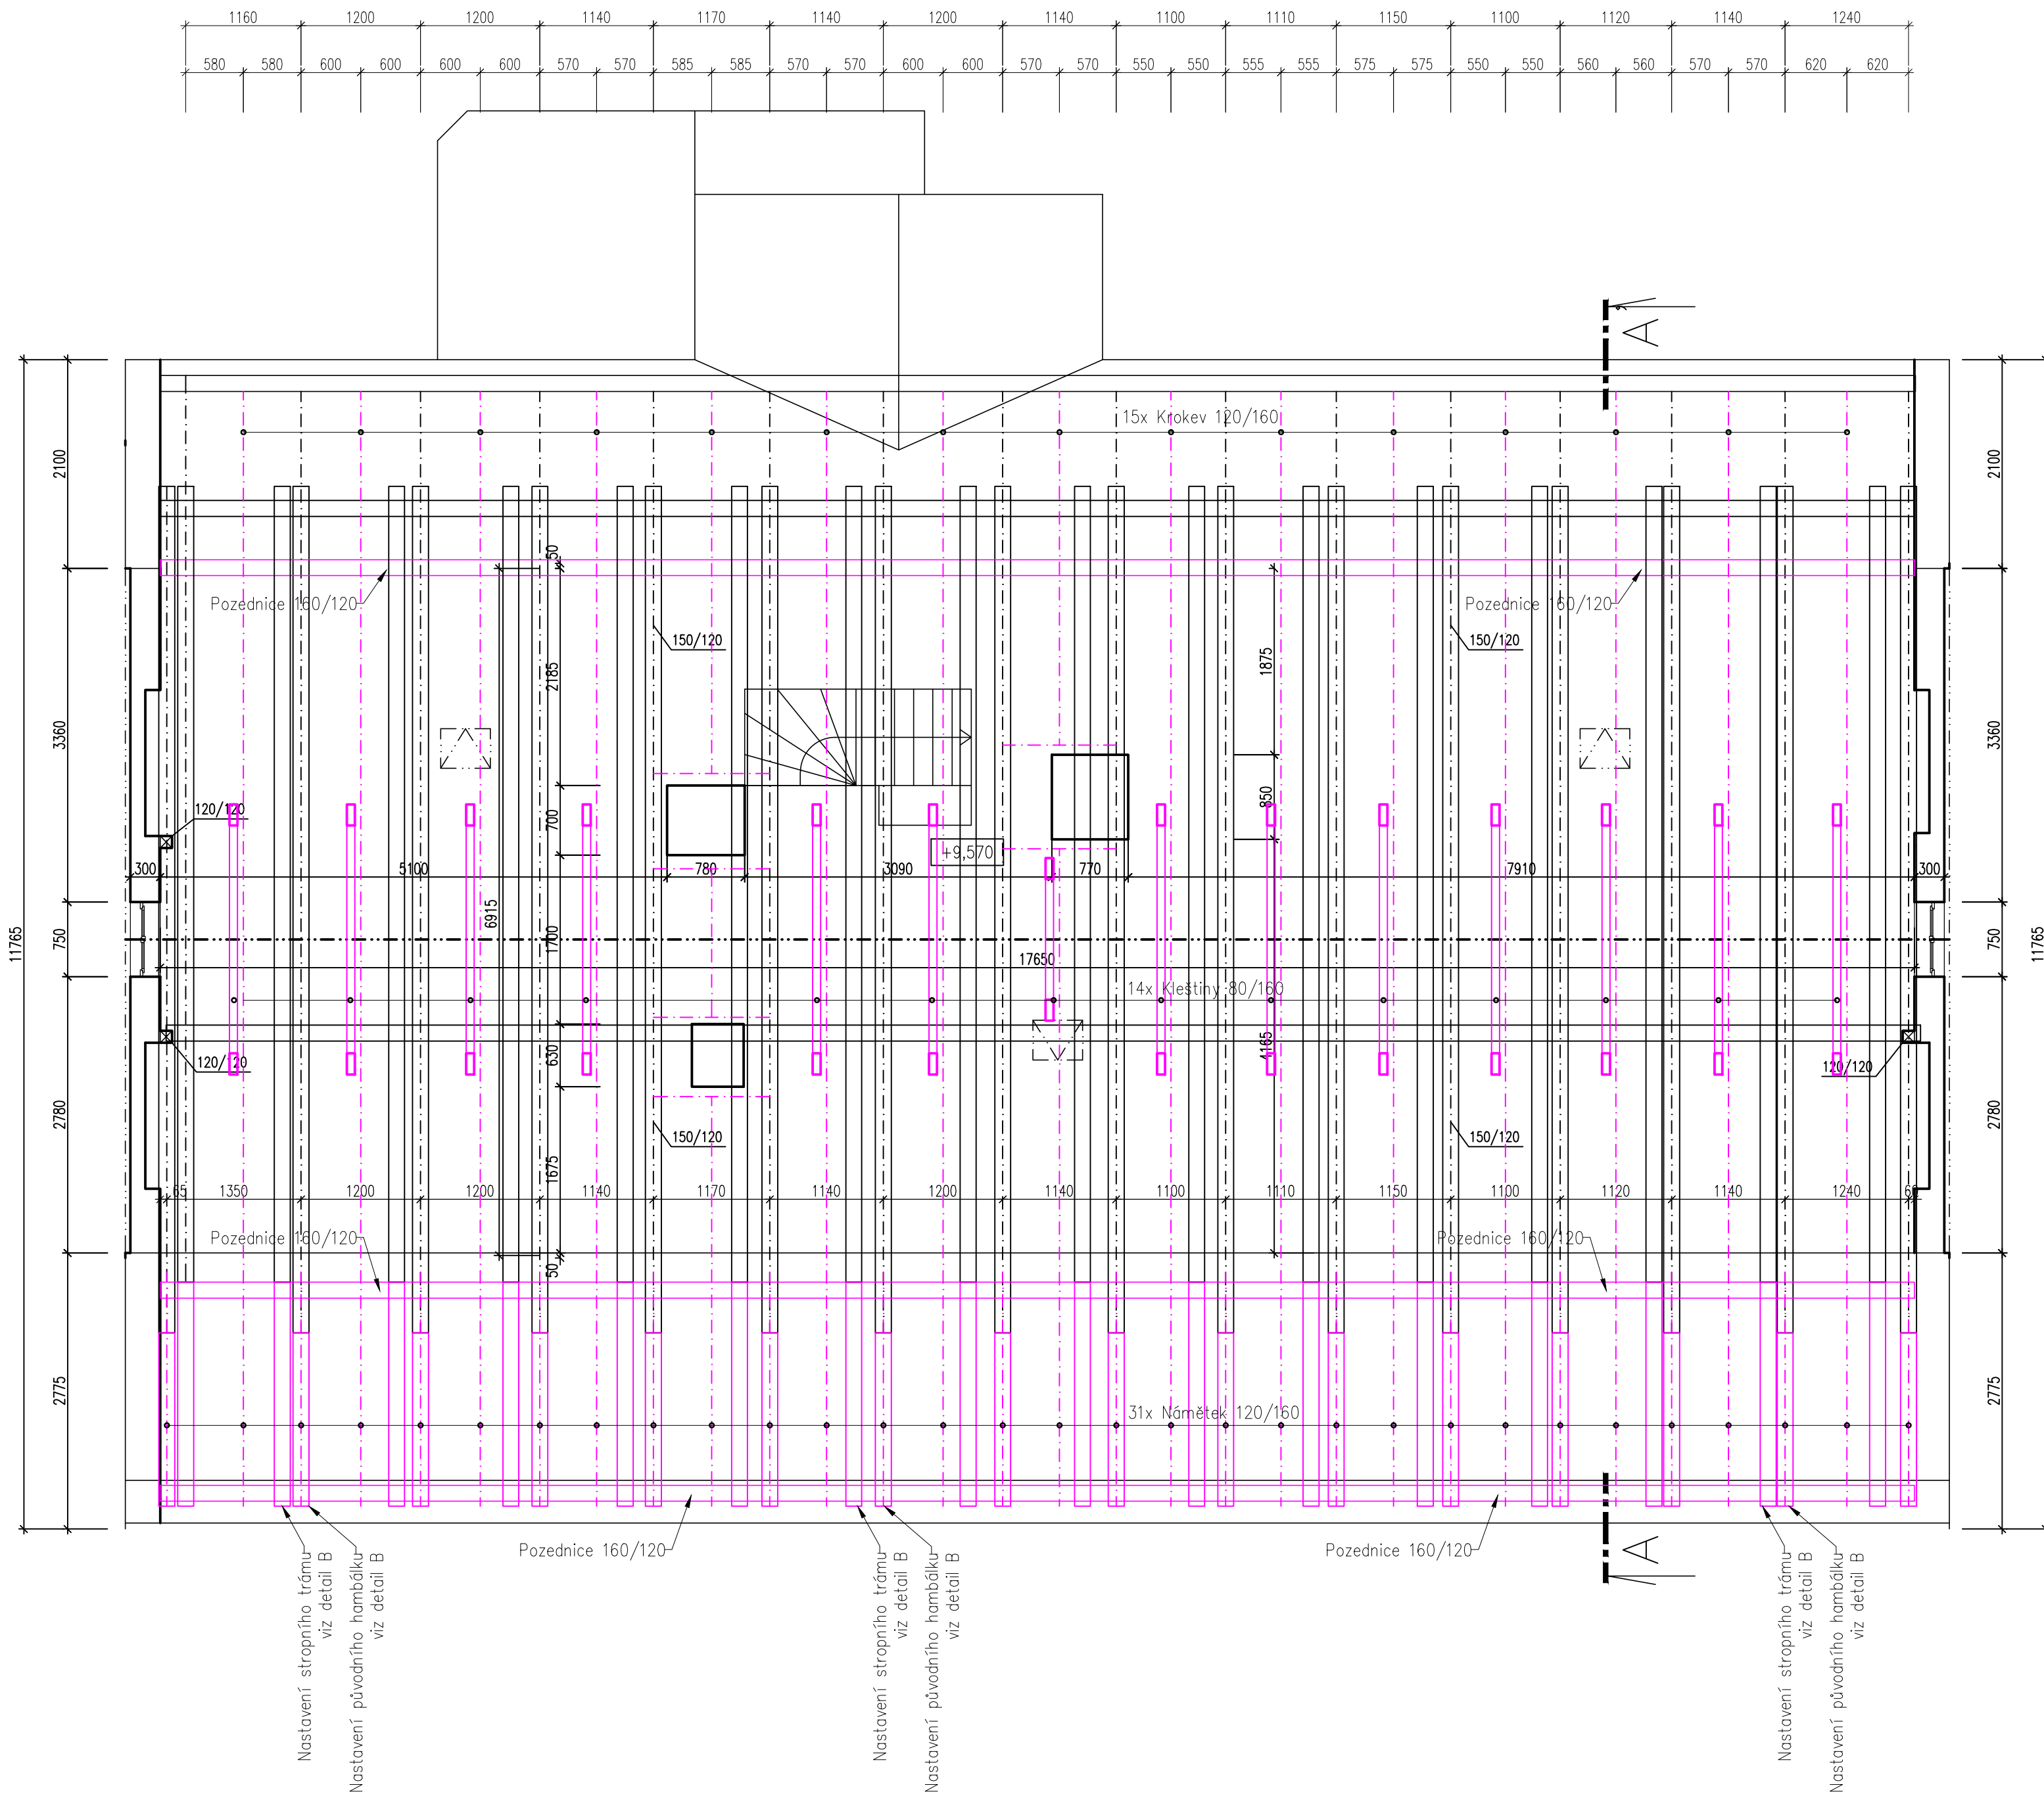 1160 1200 1200 1140 1170 1140 1200 1140 1100 1110 1150 1100 1120 1140 1240
580 580 600 600 600 600 570 570 585 585 570 570 600 600 570 570 550 550 555 555 575 575 550 550 560 560 570 570 620 620
A'
15x Krokev 120/160
2100
2100
50
Pozednice 160/120
Pozednice 160/120
150/120
150/120
2185
1875
3360
3360
120/120
700
850
+9,570
300
5100
780
3090
770
7910
300
6915
11765
750
1700
750
11765
17650
14x Kleštiny 80/160
630
4165
120/120
120/120
2780
2780
150/120
150/120
1675
65 1350 1200 1200 1140 1170 1140 1200 1140 1100 1110 1150 1100 1120 1140 1240
Pozednice 160/120
Pozednice 160/120
50
2775
2775
31x Námětek 120/160
Pozednice 160/120
Pozednice 160/120
A
Nastavení stropního trámu
viz detail B
Nastavení původního hambálku
viz detail B
Nastavení stropního trámu
viz detail B
Nastavení původního hambálku
viz detail B
Nastavení stropního trámu
viz detail B
Nastavení původního hambálku
viz detail B